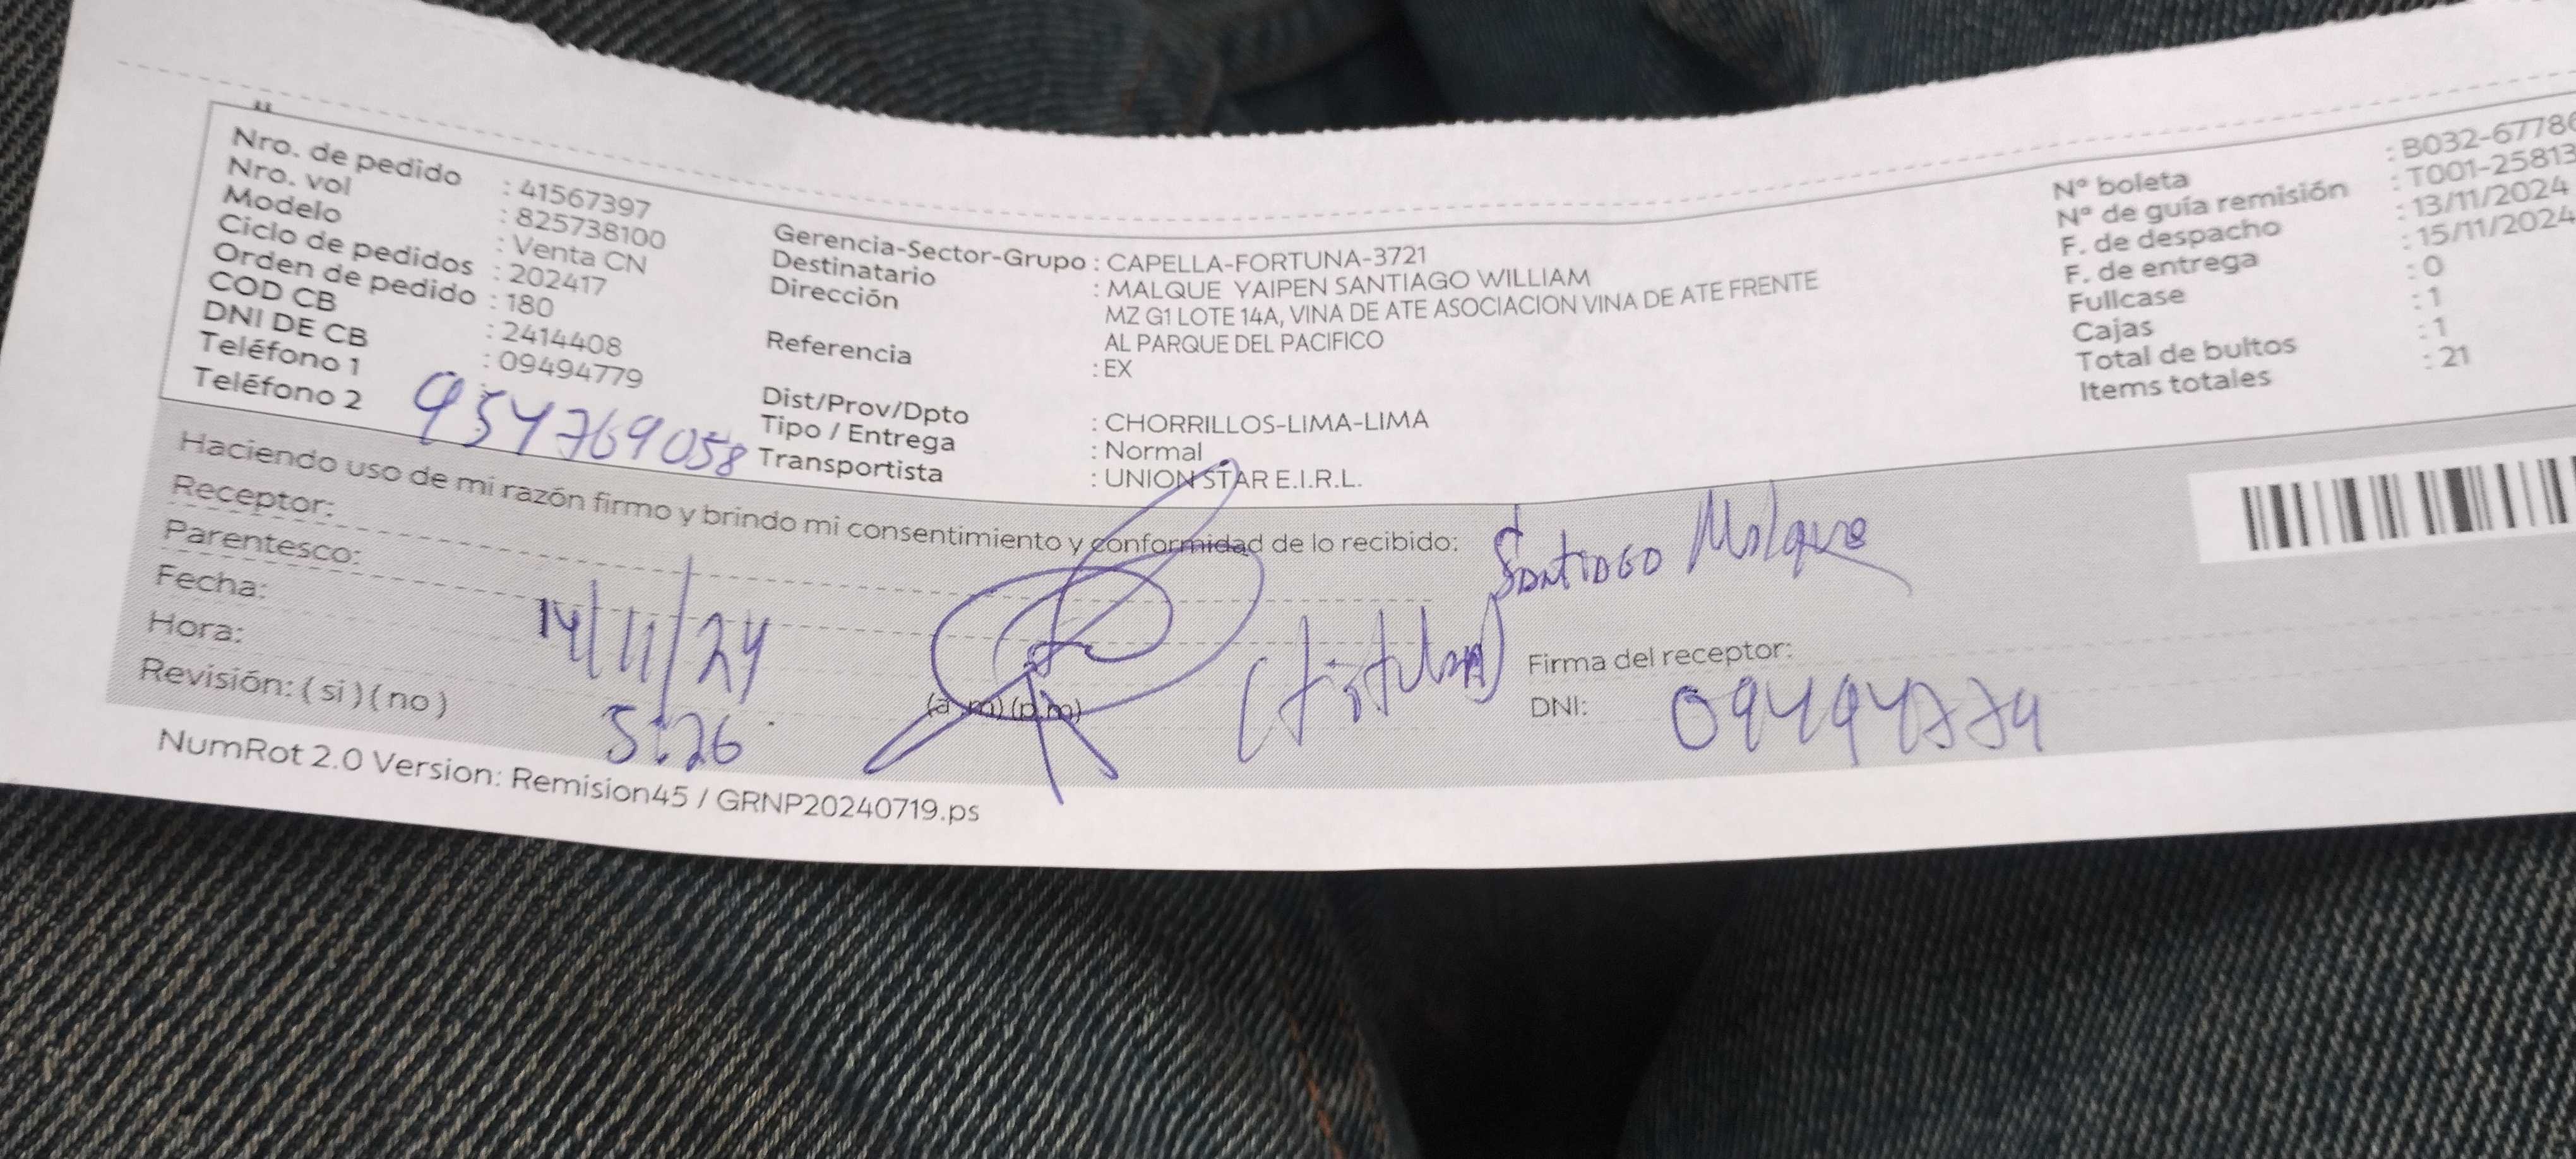 Nro. de pedido : 41567397
Nro. vol : 825738100
Modelo : Venta CN
Ciclo de pedidos : 202417
Orden de pedido : 180
COD CB : 2414408
DNI DE CB : 09494779
Teléfono 1 :
Teléfono 2 954769058
Gerencia-Sector-Grupo : CAPELLA-FORTUNA-3721
Destinatario : MALQUE YAIPEN SANTIAGO WILLIAM
Dirección MZ G1 LOTE 14A, VINA DE ATE ASOCIACION VINA DE ATE FRENTE
AL PARQUE DEL PACIFICO
Referencia : EX
Dist/Prov/Dpto : CHORRILLOS-LIMA-LIMA
Tipo / Entrega : Normal
Transportista : UNION STAR E.I.R.L.
Nº boleta : B032-6778
Nº de guía remisión : T001-25813
F. de despacho : 13/11/2024
F. de entrega : 15/11/2024
Fullcase : 0
Cajas : 1
Total de bultos : 1
Items totales : 21
Haciendo uso de mi razón firmo y brindo mi consentimiento y conformidad de lo recibido:
Receptor: Santiago Malque
Parentesco: (titular)
Fecha: 14/11/24
Hora: 5:26 (a.m) (p.m)
Revisión: ( si ) ( no )
Firma del receptor:
DNI: 09494779
NumRot 2.0 Version: Remision45 / GRNP20240719.ps